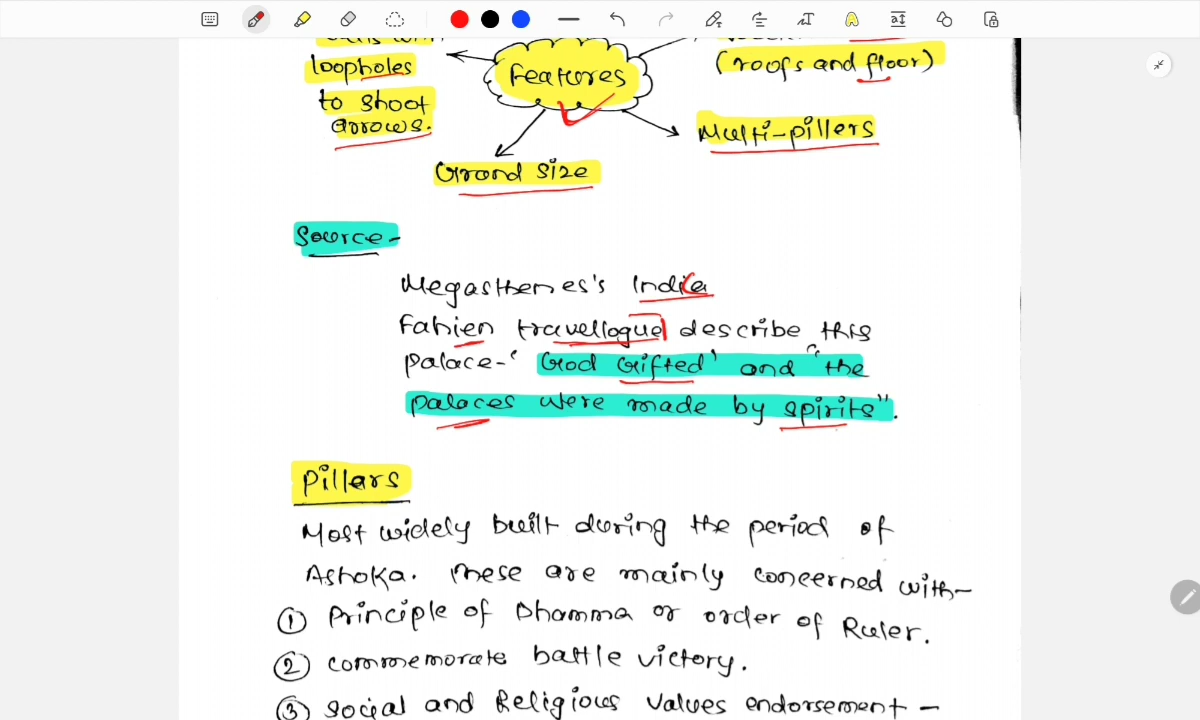 loopholes
to shoot
arrows.
Features
(roofs and floor)
Multi-pillers
Grand size
Source-
Megasthenes's Indica
Fahien travellogue describe this
palace-' God Gifted' and "the
palaces were made by spirits".
Pillars
Most widely built during the period of
Ashoka. These are mainly concerned with-
① Principle of Dhamma or order of Ruler.
② commemorate battle victory.
③ social and Religious values endorsement -